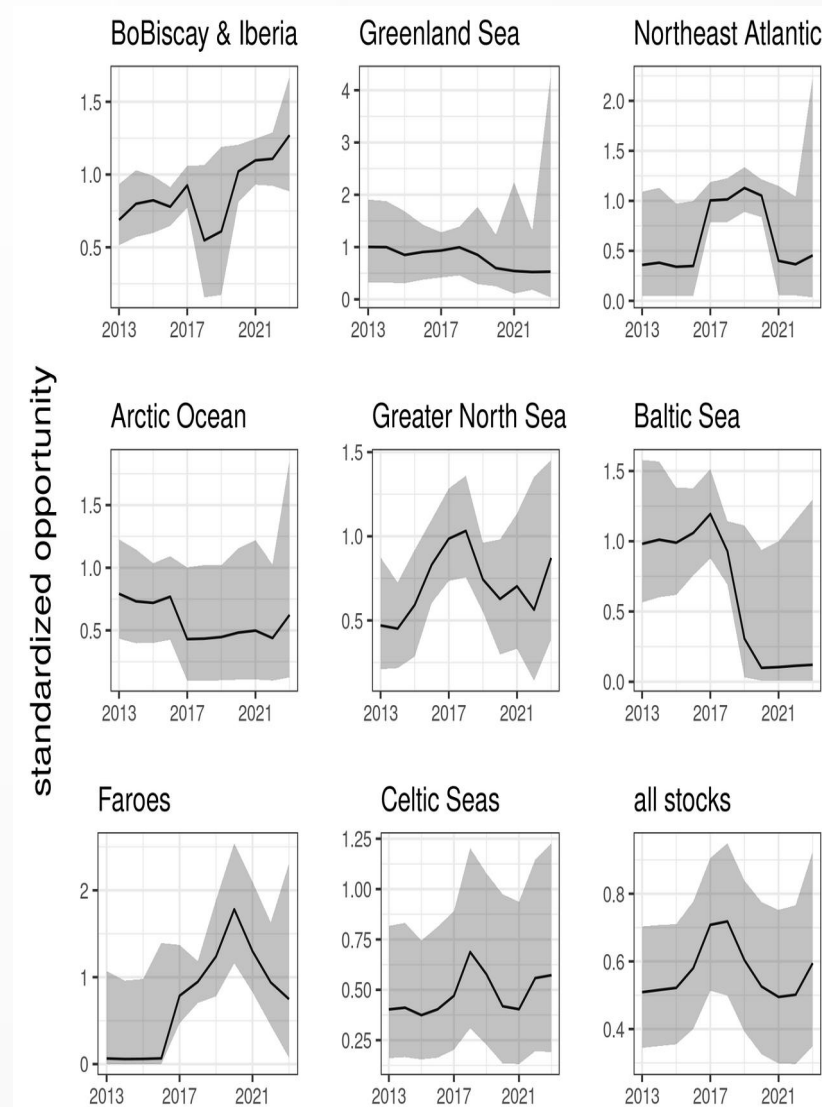 BoBiscay & Iberia
Greenland Sea
Northeast Atlantic
1.5
1.0
0.5
2013 2017 2021
4
3
2
1
0
2013 2017 2021
2.0
1.5
1.0
0.5
0.0
2013 2017 2021
standardized opportunity
Arctic Ocean
Greater North Sea
Baltic Sea
1.5
1.0
0.5
2013 2017 2021
1.5
1.0
0.5
2013 2017 2021
1.5
1.0
0.5
0.0
2013 2017 2021
Faroes
Celtic Seas
all stocks
2
1
0
2013 2017 2021
1.25
1.00
0.75
0.50
0.25
2013 2017 2021
0.8
0.6
0.4
2013 2017 2021